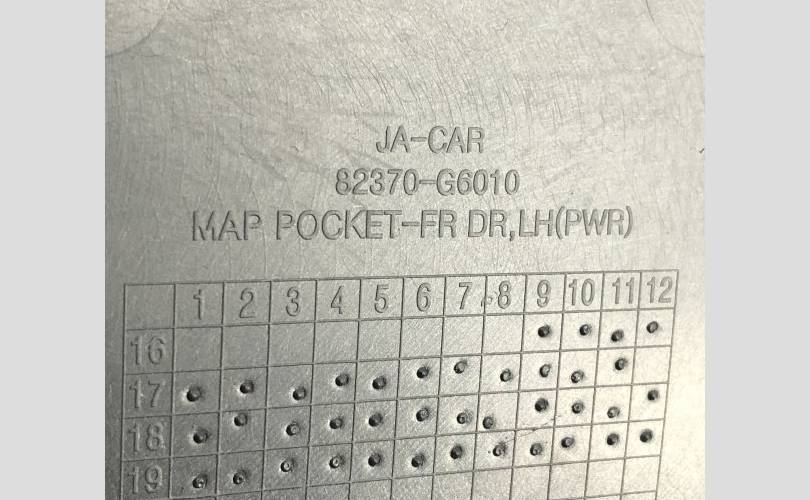 JA-CAR
82370-G6010
MAP POCKET-FR DR,LH(PWR)
1 2 3 4 5 6 7 8 9 10 11 12
16
17
18
19